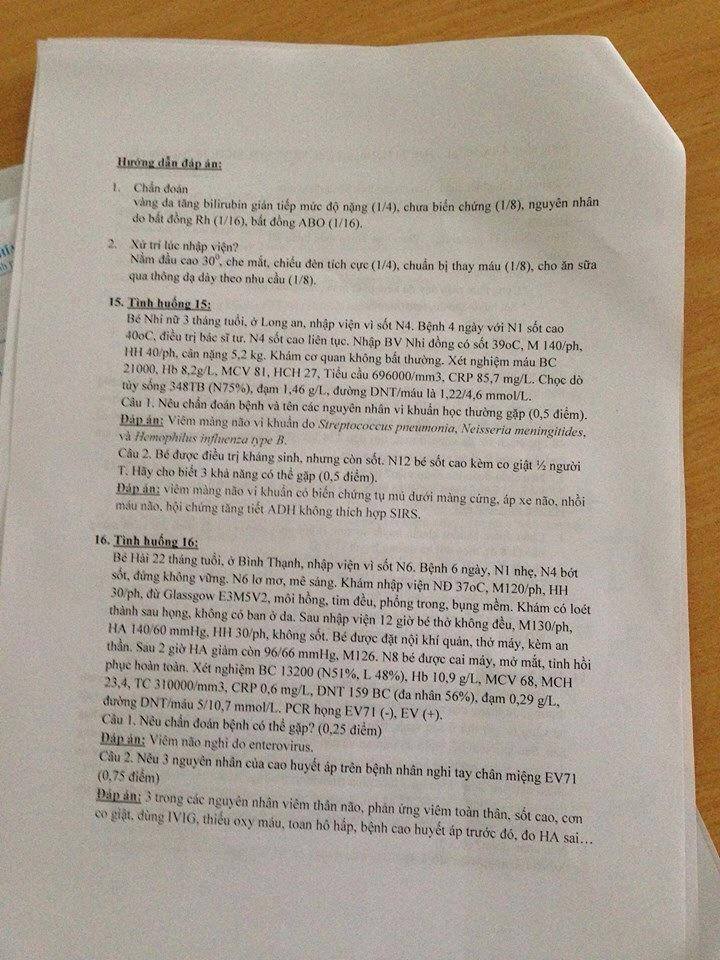 Hướng dẫn đáp án:
1. Chẩn đoán
vàng da tăng bilirubin gián tiếp mức độ nặng (1/4), chưa biến chứng (1/8), nguyên nhân
do bất đồng Rh (1/16), bất đồng ABO (1/16).
2. Xử trí lúc nhập viện?
Nằm đầu cao 30⁰, che mắt, chiếu đèn tích cực (1/4), chuẩn bị thay máu (1/8), cho ăn sữa
qua thông dạ dày theo nhu cầu (1/8).
15. Tình huống 15:
Bé Nhi nữ 3 tháng tuổi, ở Long an, nhập viện vì sốt N4. Bệnh 4 ngày với N1 sốt cao
40oC, điều trị bác sĩ tư. N4 sốt cao liên tục. Nhập BV Nhi đồng có sốt 39oC, M 140/ph,
HH 40/ph, cân nặng 5,2 kg. Khám cơ quan không bất thường. Xét nghiệm máu BC
21000, Hb 8,2g/L, MCV 81, HCH 27, Tiểu cầu 696000/mm3, CRP 85,7 mg/L. Chọc dò
tủy sống 348TB (N75%), đạm 1,46 g/L, đường DNT/máu là 1,22/4,6 mmol/L.
Câu 1. Nêu chẩn đoán bệnh và tên các nguyên nhân vi khuẩn học thường gặp (0,5 điểm).
Đáp án: Viêm màng não vi khuẩn do Streptococcus pneumonia, Neisseria meningitides,
và Hemophilus influenza type B.
Câu 2. Bé được điều trị kháng sinh, nhưng còn sốt. N12 bé sốt cao kèm co giật ½ người
T. Hãy cho biết 3 khả năng có thể gặp (0,5 điểm).
Đáp án: viêm màng não vi khuẩn có biến chứng tụ mủ dưới màng cứng, áp xe não, nhồi
máu não, hội chứng tăng tiết ADH không thích hợp SIRS.
16. Tình huống 16:
Bé Hải 22 tháng tuổi, ở Bình Thạnh, nhập viện vì sốt N6. Bệnh 6 ngày, N1 nhẹ, N4 bớt
sốt, đứng không vững. N6 lơ mơ, mê sảng. Khám nhập viện NĐ 37oC, M120/ph, HH
30/ph, đừ Glassgow E3M5V2, môi hồng, tim đều, phổi trong, bụng mềm. Khám có loét
thành sau họng, không có ban ở da. Sau nhập viện 12 giờ bé thở không đều, M130/ph,
HA 140/60 mmHg, HH 30/ph, không sốt. Bé được đặt nội khí quản, thở máy, kèm an
thần. Sau 2 giờ HA giảm còn 96/66 mmHg, M126. N8 bé được cai máy, mở mắt, tỉnh hồi
phục hoàn toàn. Xét nghiệm BC 13200 (N51%, L 48%), Hb 10,9 g/L, MCV 68, MCH
23,4, TC 310000/mm3, CRP 0,6 mg/L, DNT 159 BC (đa nhân 56%), đạm 0,29 g/L,
đường DNT/máu 5/10,7 mmol/L. PCR họng EV71 (-), EV (+).
Câu 1. Nêu chẩn đoán bệnh có thể gặp? (0,25 điểm)
Đáp án: Viêm não nghi do enterovirus.
Câu 2. Nêu 3 nguyên nhân của cao huyết áp trên bệnh nhân nghi tay chân miệng EV71
(0,75 điểm)
Đáp án: 3 trong các nguyên nhân viêm thân não, phản ứng viêm toàn thân, sốt cao, cơn
co giật, dùng IVIG, thiếu oxy máu, toan hô hấp, bệnh cao huyết áp trước đó, đo HA sai…